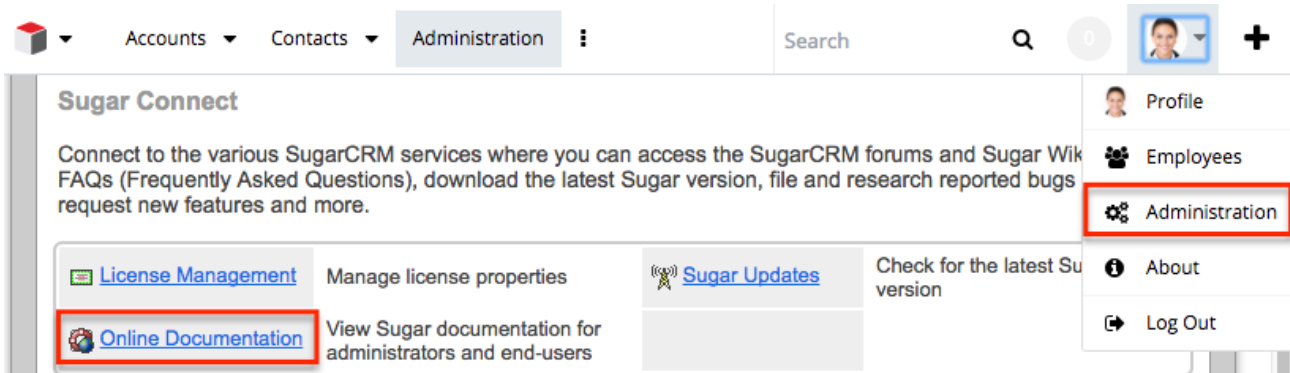 Accounts Contacts Administration Search 0
Sugar Connect
Connect to the various SugarCRM services where you can access the SugarCRM forums and Sugar Wik
FAQs (Frequently Asked Questions), download the latest Sugar version, file and research reported bugs
request new features and more.
License Management Manage license properties Sugar Updates Check for the latest Su
version
Online Documentation View Sugar documentation for
administrators and end-users
Profile
Employees
Administration
About
Log Out